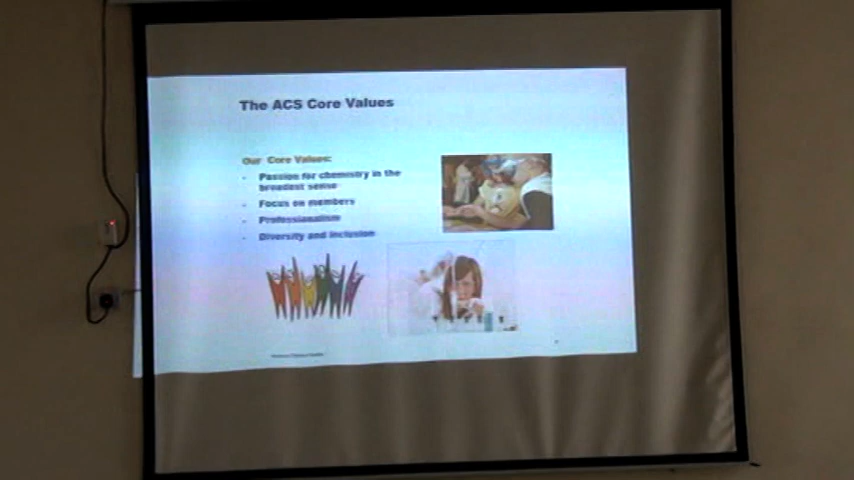 The ACS Core Values
Our Core Values:
- Passion for chemistry in the
broadest sense
- Focus on members
- Professionalism
- Diversity and inclusion